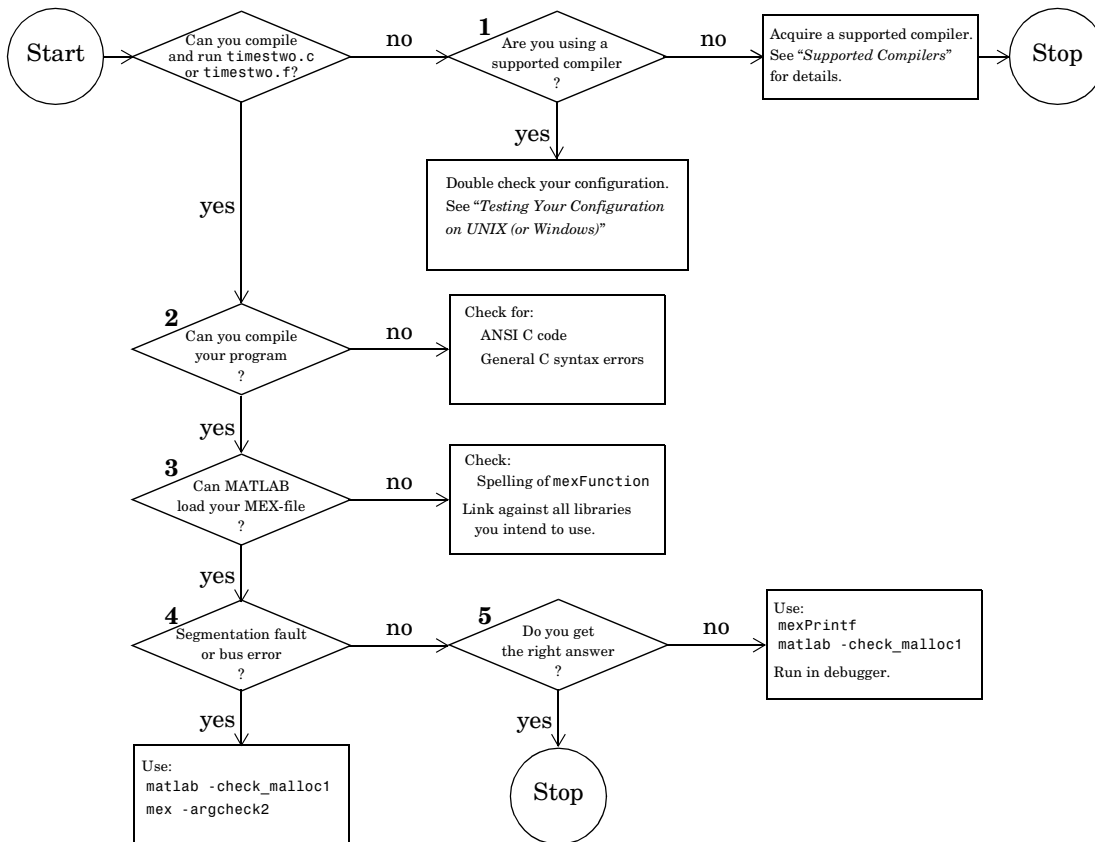 Start
Can you compile
and run timestwo.c
or timestwo.f?
no
1
Are you using a
supported compiler
?
no
Acquire a supported compiler.
See “Supported Compilers”
for details.
Stop
yes
Double check your configuration.
See “Testing Your Configuration
on UNIX (or Windows)”
yes
2
Can you compile
your program
?
no
Check for:
ANSI C code
General C syntax errors
yes
3
Can MATLAB
load your MEX-file
?
no
Check:
Spelling of mexFunction
Link against all libraries
you intend to use.
yes
4
Segmentation fault
or bus error
?
no
5
Do you get
the right answer
?
no
Use:
mexPrintf
matlab -check_malloc1
Run in debugger.
yes
Use:
matlab -check_malloc1
mex -argcheck2
yes
Stop